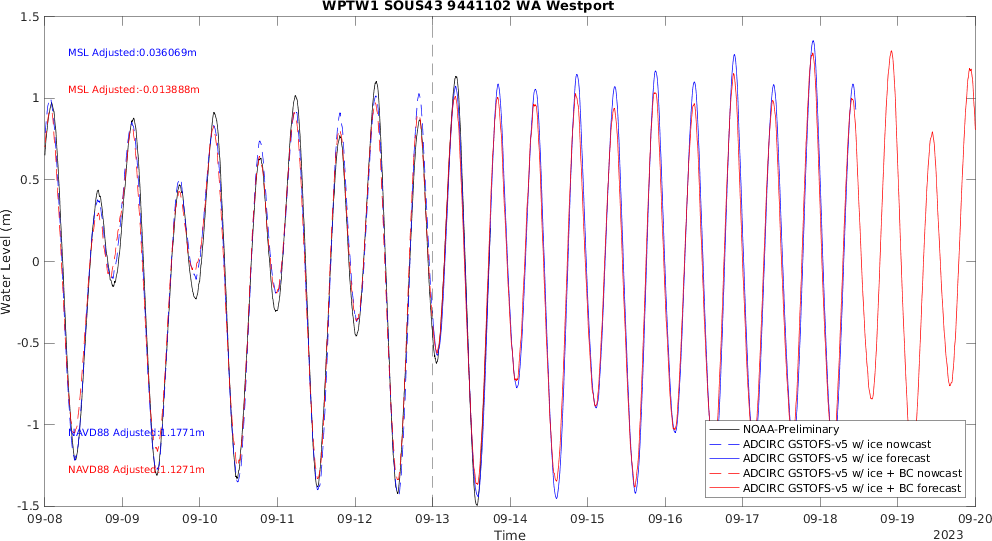 WPTW1 SOUS43 9441102 WA Westport
1.5
MSL Adjusted:0.036069m
MSL Adjusted:-0.013888m
1
0.5
0
-0.5
-1
-1.5
Water Level (m)
NAVD88 Adjusted:1.1771m
NAVD88 Adjusted:1.1271m
NOAA-Preliminary
ADCIRC GSTOFS-v5 w/ ice nowcast
ADCIRC GSTOFS-v5 w/ ice forecast
ADCIRC GSTOFS-v5 w/ ice + BC nowcast
ADCIRC GSTOFS-v5 w/ ice + BC forecast
09-08 09-09 09-10 09-11 09-12 09-13 09-14 09-15 09-16 09-17 09-18 09-19 09-20
Time
2023